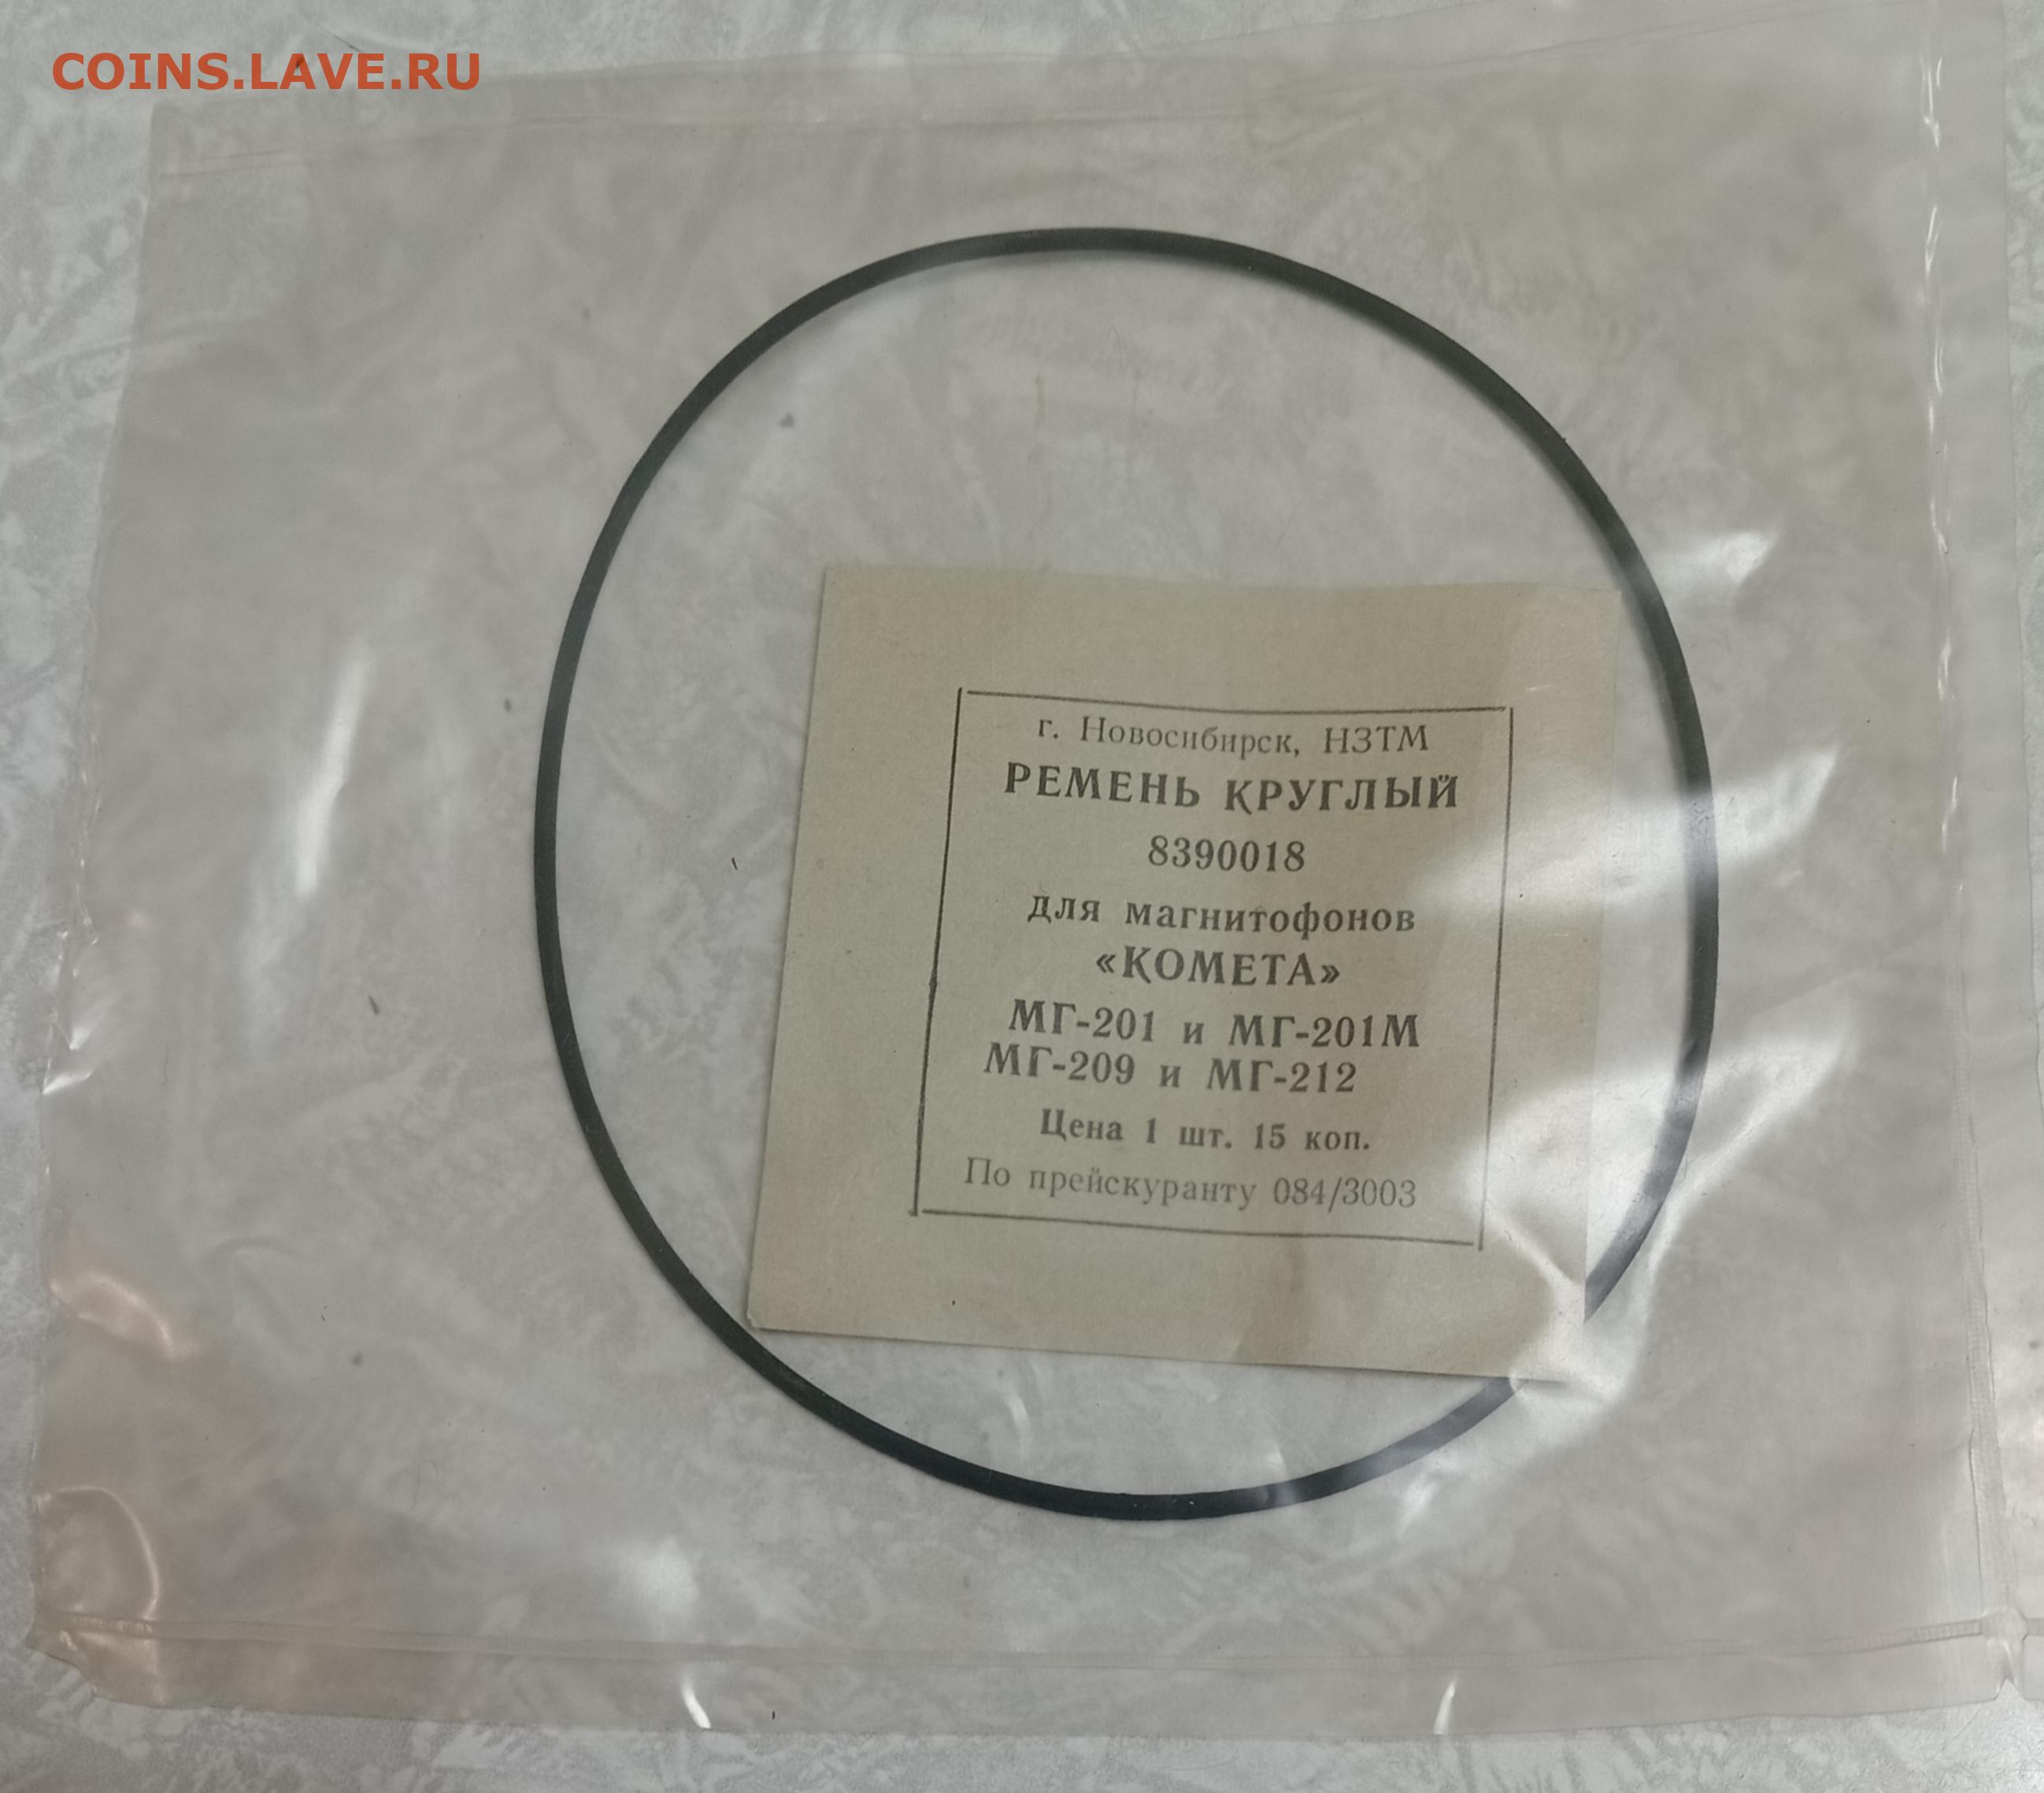 COINS.LAVE.RU
г. Новосибирск, НЗТМ
РЕМЕНЬ КРУГЛЫЙ
8390018
для магнитофонов
«КОМЕТА»
МГ-201 и МГ-201М
МГ-209 и МГ-212
Цена 1 шт. 15 коп.
По прейскуранту 084/3003